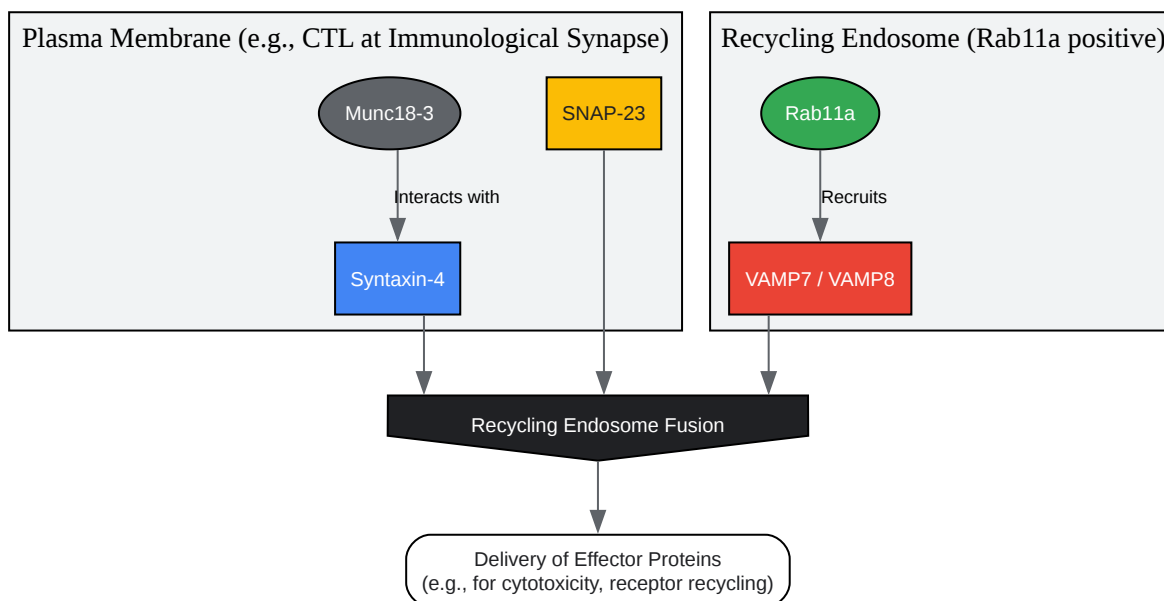 Plasma Membrane (e.g., CTL at Immunological Synapse)
Recycling Endosome (Rab11a positive)
Munc18-3
SNAP-23
Rab11a
Interacts with
Recruits
Syntaxin-4
VAMP7 / VAMP8
Recycling Endosome Fusion
Delivery of Effector Proteins
(e.g., for cytotoxicity, receptor recycling)